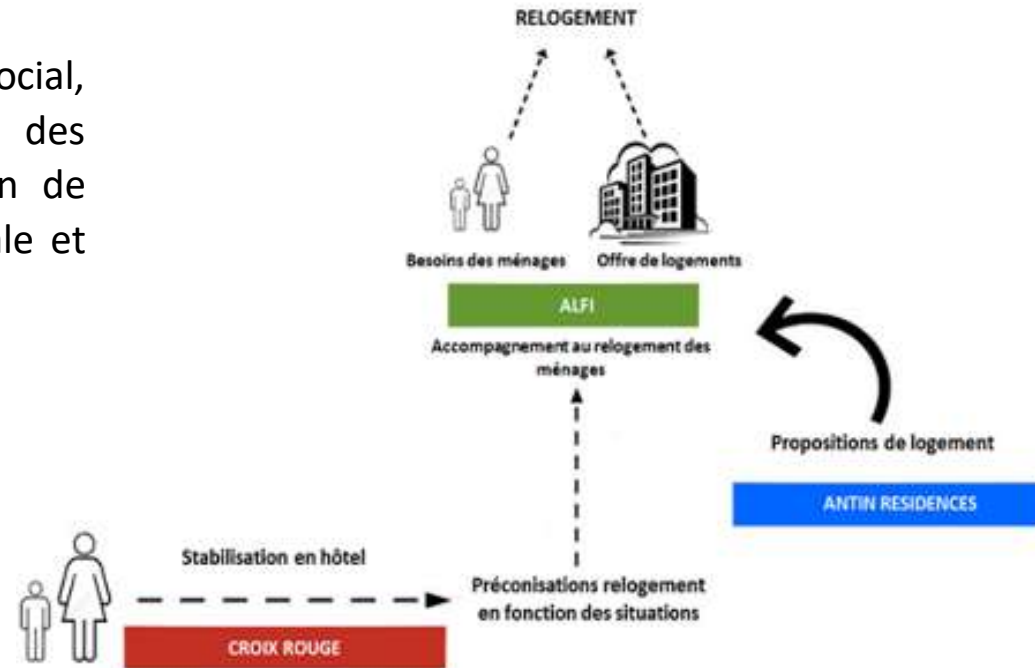 ocial,
des
n de
ale et
RELOGEMENT
Besoins des ménages
Offre de logements
ALFI
Accompagnement au relogement des
ménages
Propositions de logement
ANTIN RESIDENCES
Stabilisation en hôtel
Préconisations relogement
en fonction des situations
CROIX ROUGE